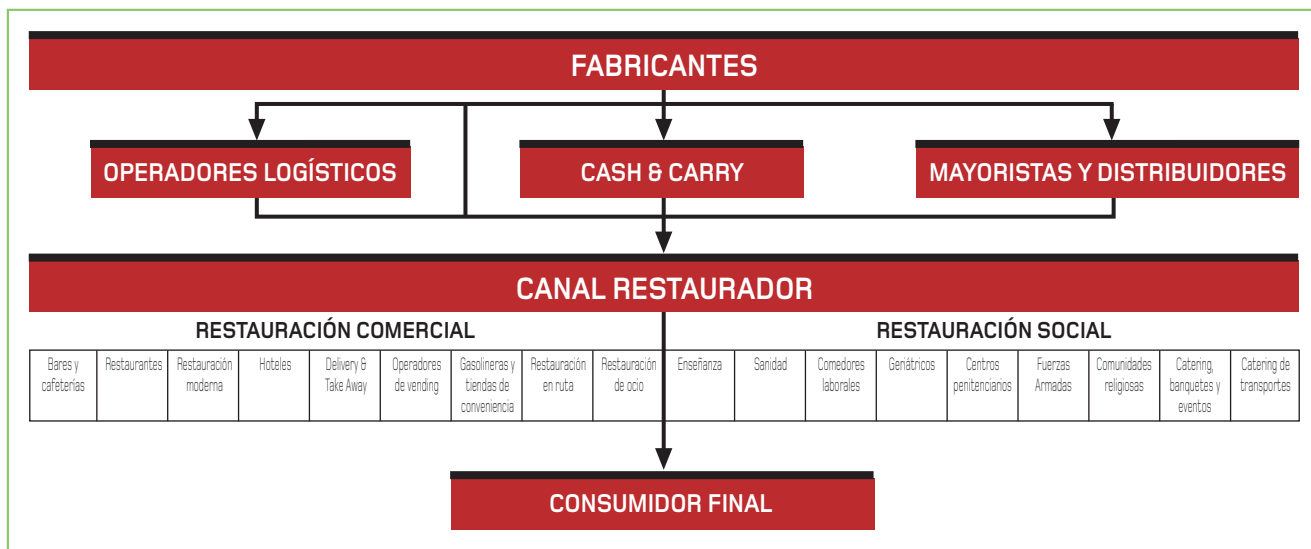 FABRICANTES
OPERADORES LOGÍSTICOS
CASH & CARRY
MAYORISTAS Y DISTRIBUIDORES
CANAL RESTAURADOR
RESTAURACIÓN COMERCIAL
RESTAURACIÓN SOCIAL
Bares y
cafeterías
Restaurantes
Restauración
moderna
Hoteles
Delivery &
Take Away
Operadores
de vending
Gasolineras y
tiendas de
conveniencia
Restauración
en ruta
Restauración
de ocio
Enseñanza
Sanidad
Comedores
laborales
Geriátricos
Centros
penitenciarios
Fuerzas
Armadas
Comunidades
religiosas
Catering,
banquetes y
eventos
Catering de
transportes
CONSUMIDOR FINAL